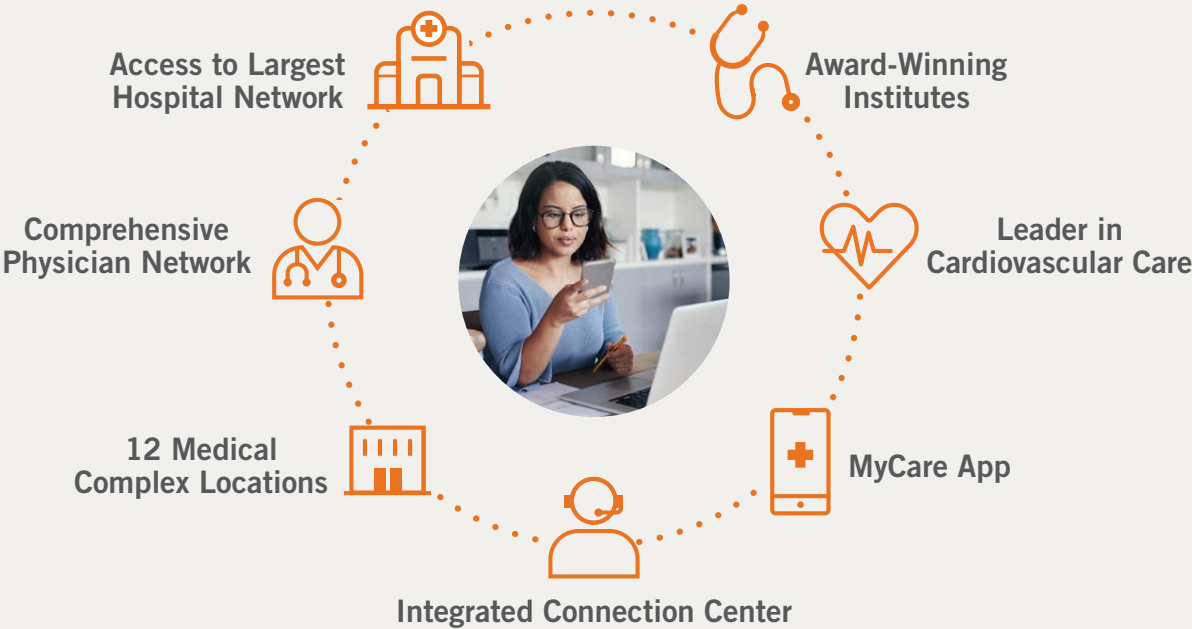 Access to Largest
Hospital Network
Award-Winning
Institutes
Comprehensive
Physician Network
Leader in
Cardiovascular Care
12 Medical
Complex Locations
MyCare App
Integrated Connection Center